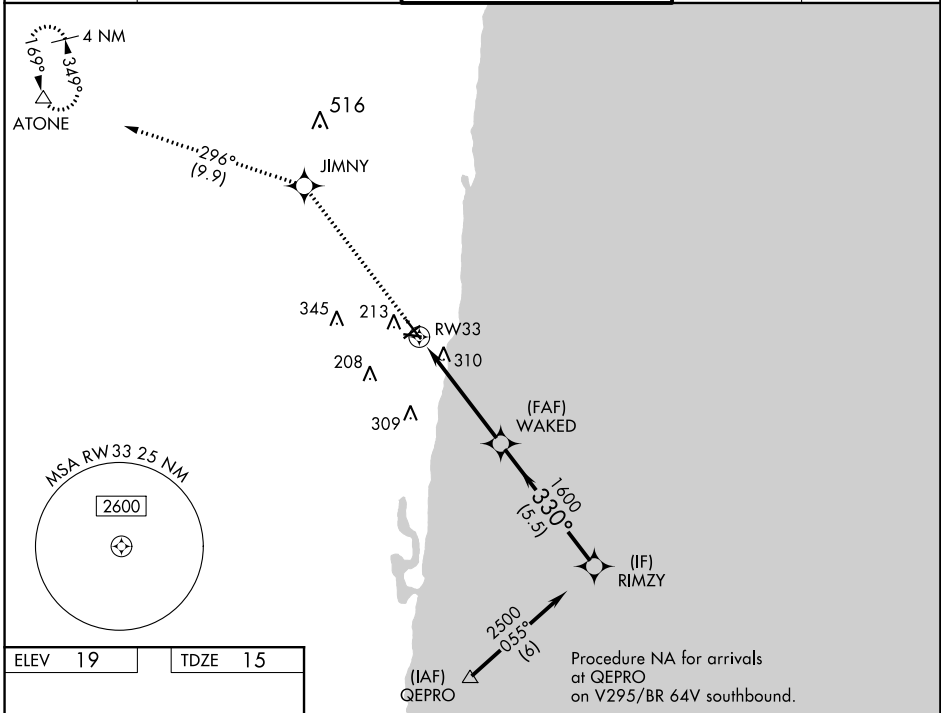 4 NM
169°
349°
ATONE
516
296°
(9.9)
JIMNY
345
213
RW33
310
208
309
(FAF)
WAKED
MSA RW33 25 NM
2600
1600
330°
(5.5)
(IF)
RIMZY
2500
055°
(6)
(IAF)
QEPRO
Procedure NA for arrivals
at QEPRO
on V295/BR 64V southbound.
ELEV 19
TDZE 15